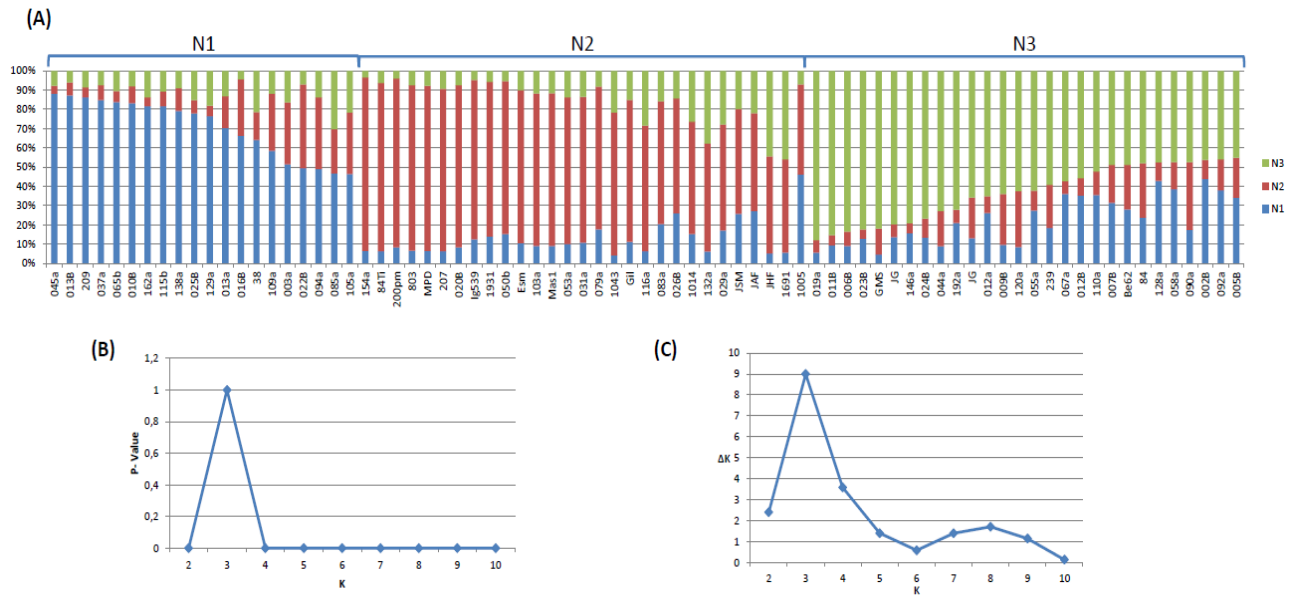 (A)
N1 N2 N3
100%
90%
80%
70%
60%
50%
40%
30%
20%
10%
0%
045a 013B 209 037a 065b 010B 162a 115b 138a 025B 129a 013a 016B 38 109a 003a 022B 094a 085a 105a 154a 84Ti 200pm 803 MPD 207 020B Ig539 1931 050b Esm 103a Mas1 053a 031a 079a 1043 Gil 116a 083a 026B 1014 132a 029a JSM JAF JHF 1691 1005 019a 011B 006B 023B GM5 JG 146a 024B 044a 192a JG 012a 009B 120a 055a 239 067a 012B 110a 007B Be62 84 128a 058a 090a 002B 092a 005B
N3
N2
N1
(B)
1,2
1
0,8
0,6
0,4
0,2
0
P- Value
2 3 4 5 6 7 8 9 10
K
(C)
10
9
8
7
6
5
4
3
2
1
0
ΔK
2 3 4 5 6 7 8 9 10
K